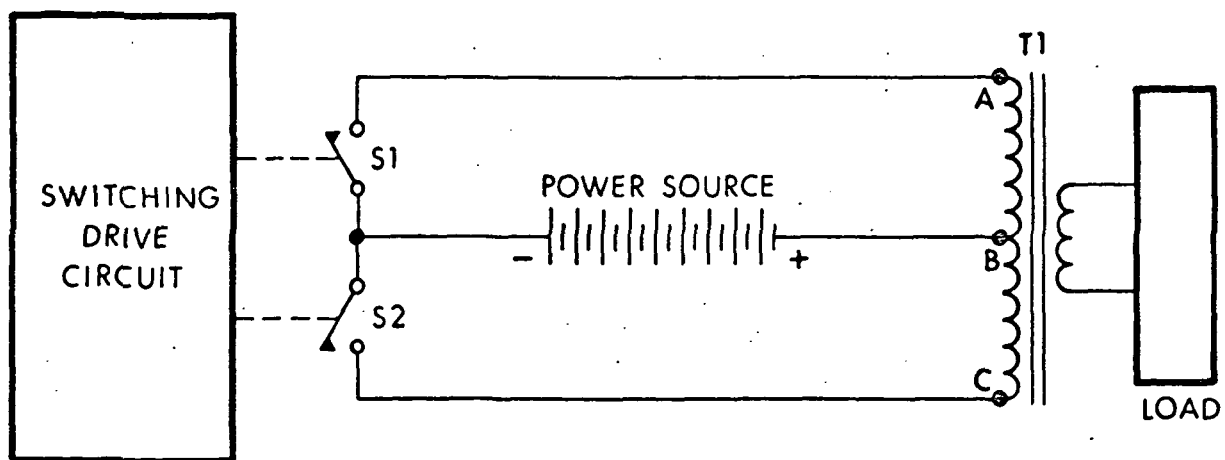 T1
A
S1
POWER SOURCE
SWITCHING
DRIVE
CIRCUIT
- +
B
S2
C
LOAD